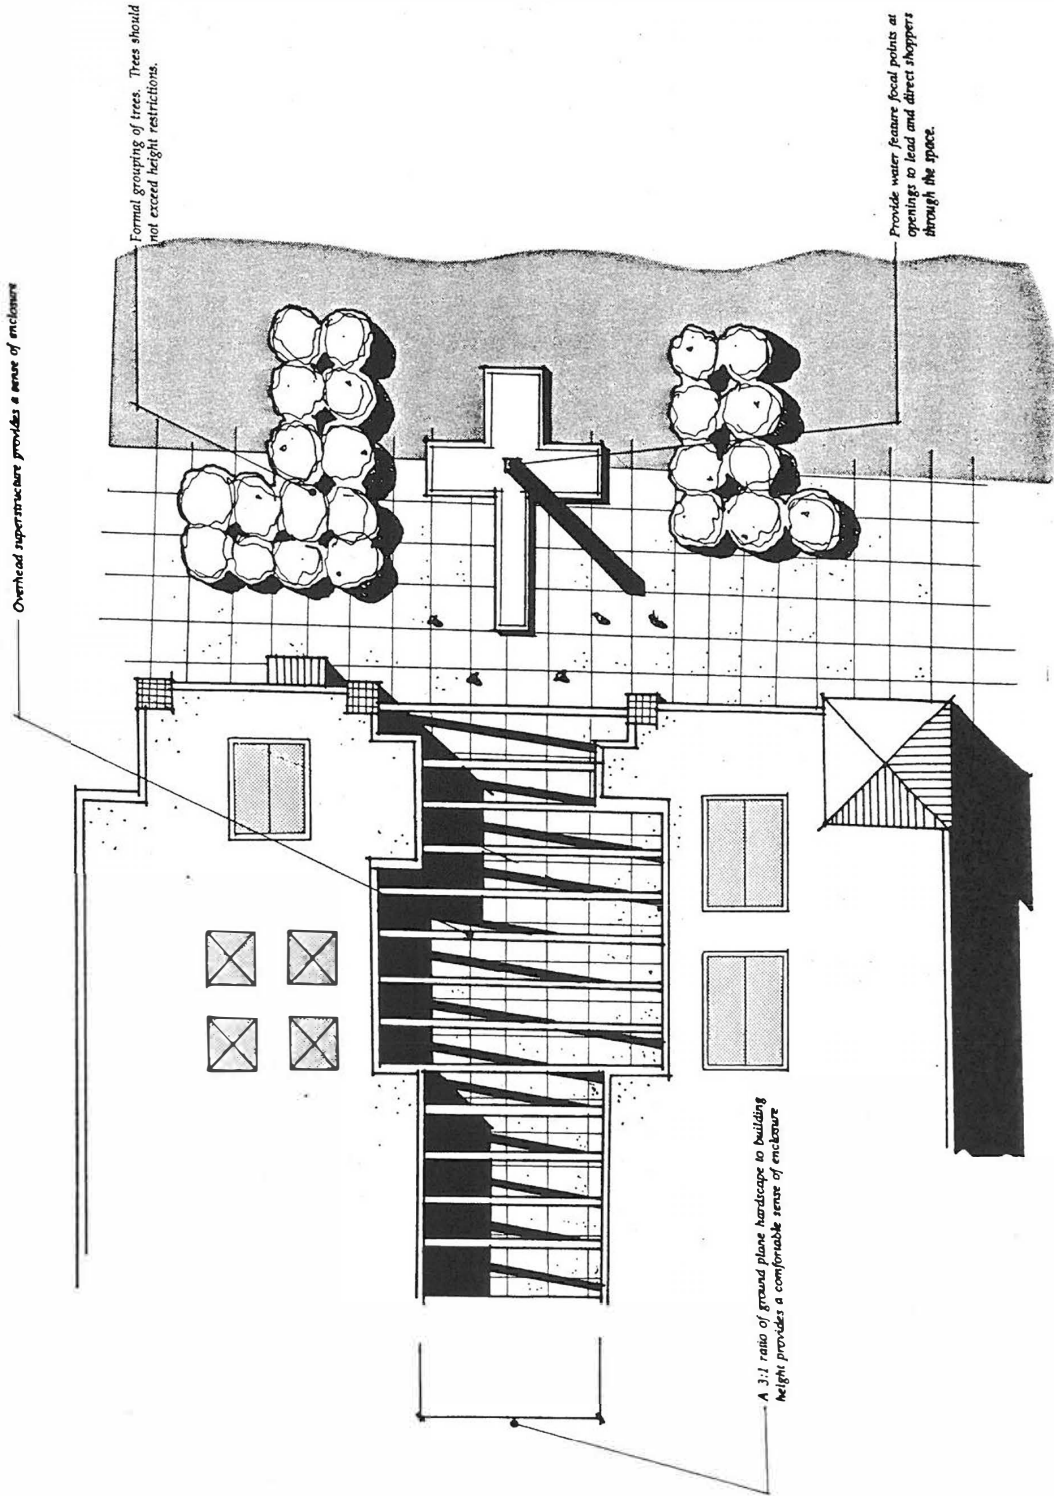 Overhead superstructure provides a sense of enclosure
Formal grouping of trees. Trees should
not exceed height restrictions.
A 3:1 ratio of ground plane hardscape to building
height provides a comfortable sense of enclosure
Provide water feature focal points at
openings to lead and direct shoppers
through the space.